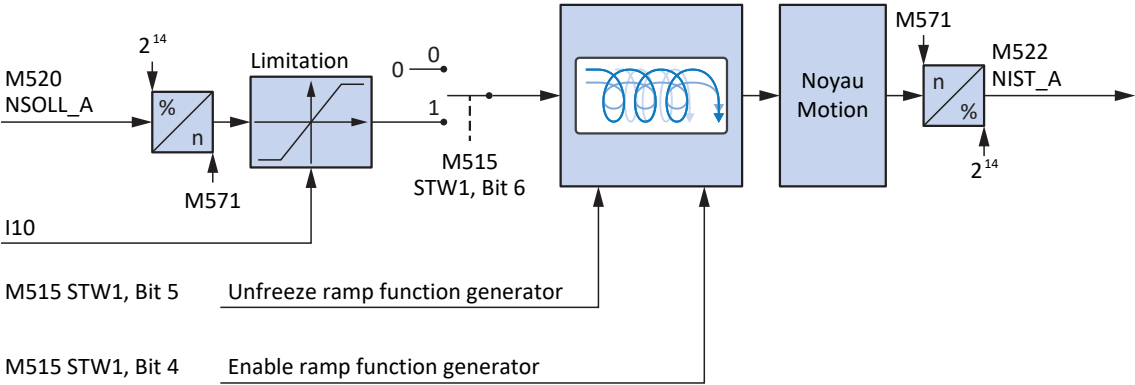 M571
2¹⁴
M520
NSOLL_A
Limitation
0
0
M522
NIST_A
%
n
1
Noyau
Motion
n
%
M515
STW1, Bit 6
M571
2¹⁴
I10
M515 STW1, Bit 5 Unfreeze ramp function generator
M515 STW1, Bit 4 Enable ramp function generator